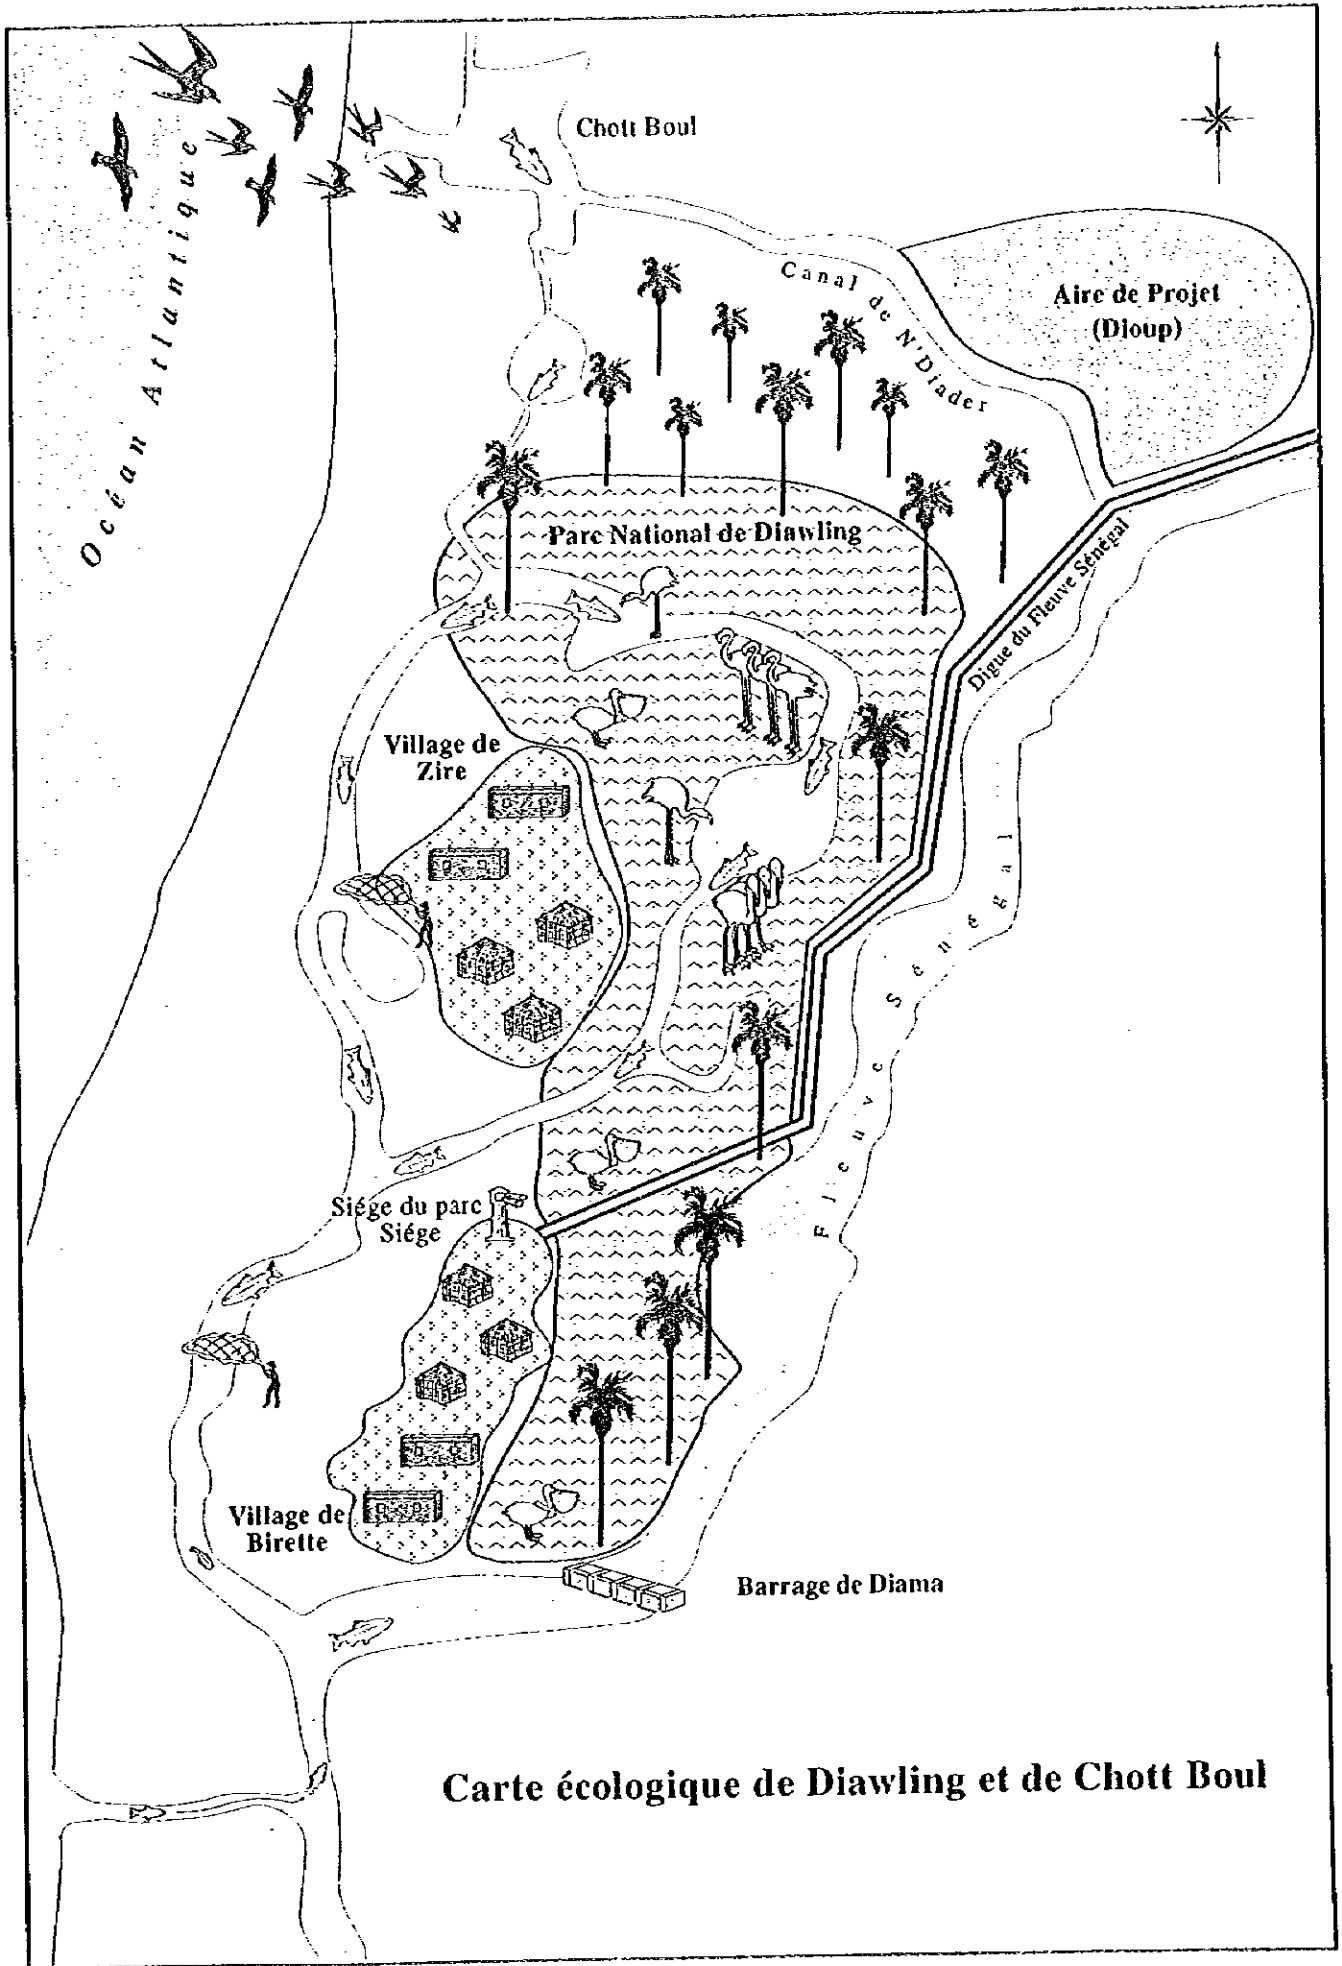 Chott Boul
Océan Atlantique
Canal de N'Diader
Aire de Projet
(Dioup)
Parc National de Diawling
Digue du Fleuve Sénégal
Village de
Zire
Fleuve Sénégal
Siége du parc
Siége
Village de
Birette
Barrage de Diama
Carte écologique de Diawling et de Chott Boul